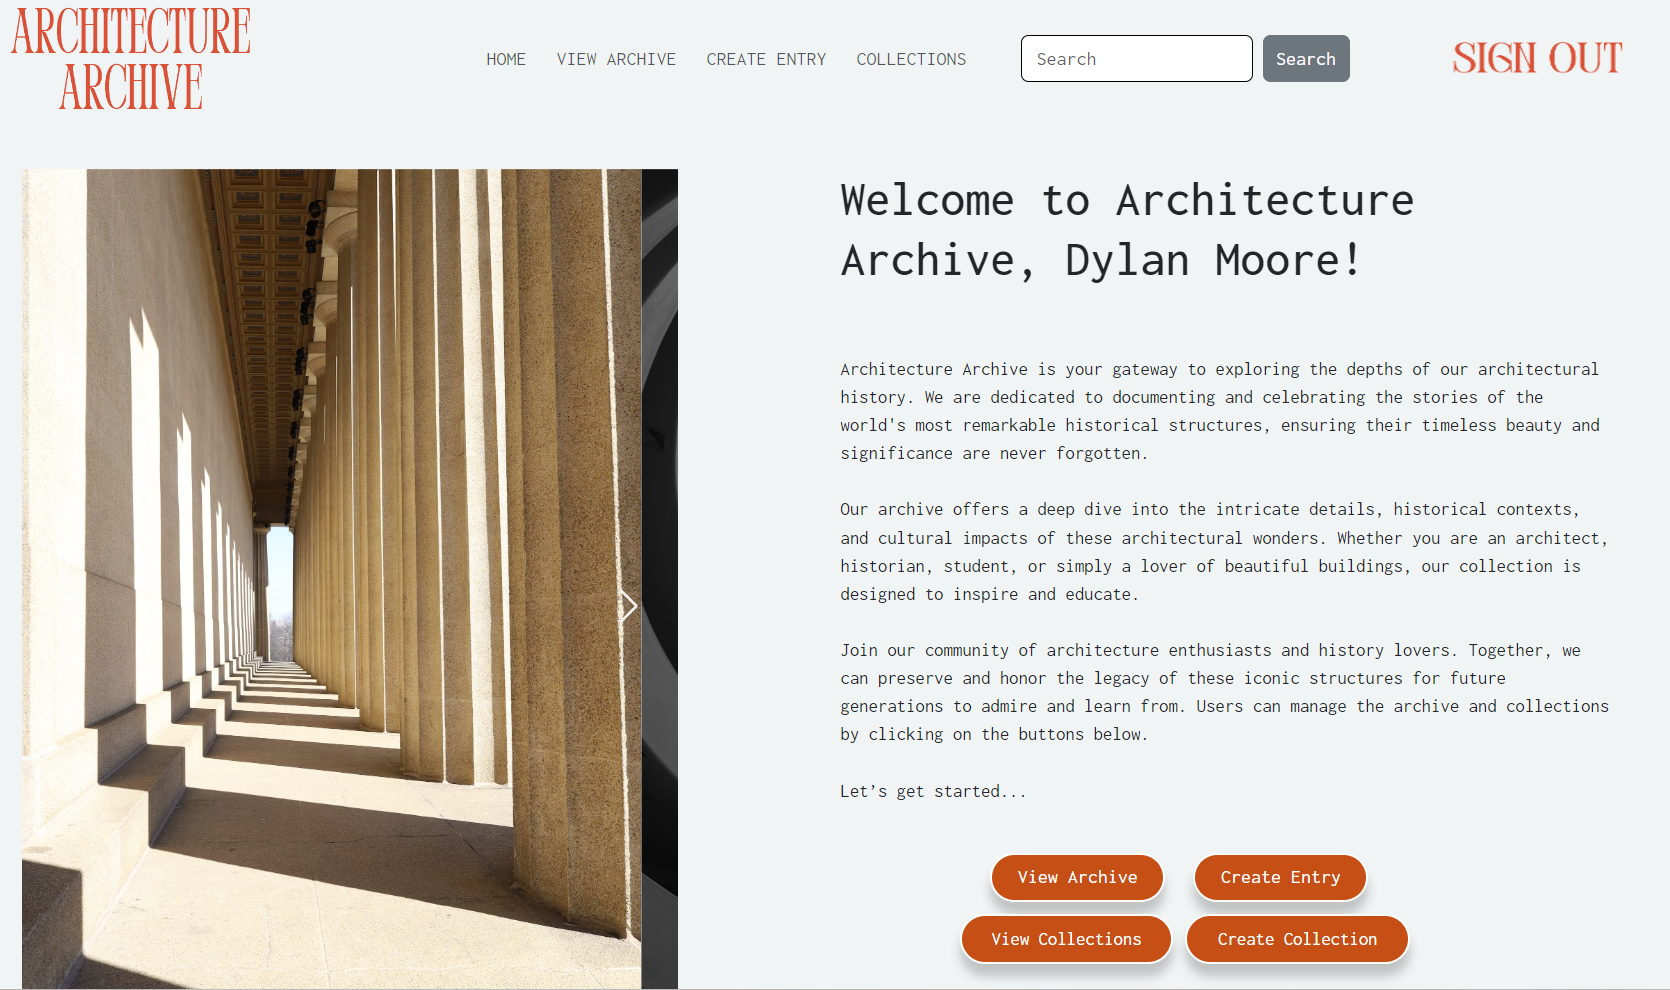 ARCHITECTURE
ARCHIVE
HOME VIEW ARCHIVE CREATE ENTRY COLLECTIONS Search Search SIGN OUT
Welcome to Architecture
Archive, Dylan Moore!
Architecture Archive is your gateway to exploring the depths of our architectural
history. We are dedicated to documenting and celebrating the stories of the
world's most remarkable historical structures, ensuring their timeless beauty and
significance are never forgotten.
Our archive offers a deep dive into the intricate details, historical contexts,
and cultural impacts of these architectural wonders. Whether you are an architect,
historian, student, or simply a lover of beautiful buildings, our collection is
designed to inspire and educate.
Join our community of architecture enthusiasts and history lovers. Together, we
can preserve and honor the legacy of these iconic structures for future
generations to admire and learn from. Users can manage the archive and collections
by clicking on the buttons below.
Let’s get started...
View Archive Create Entry
View Collections Create Collection